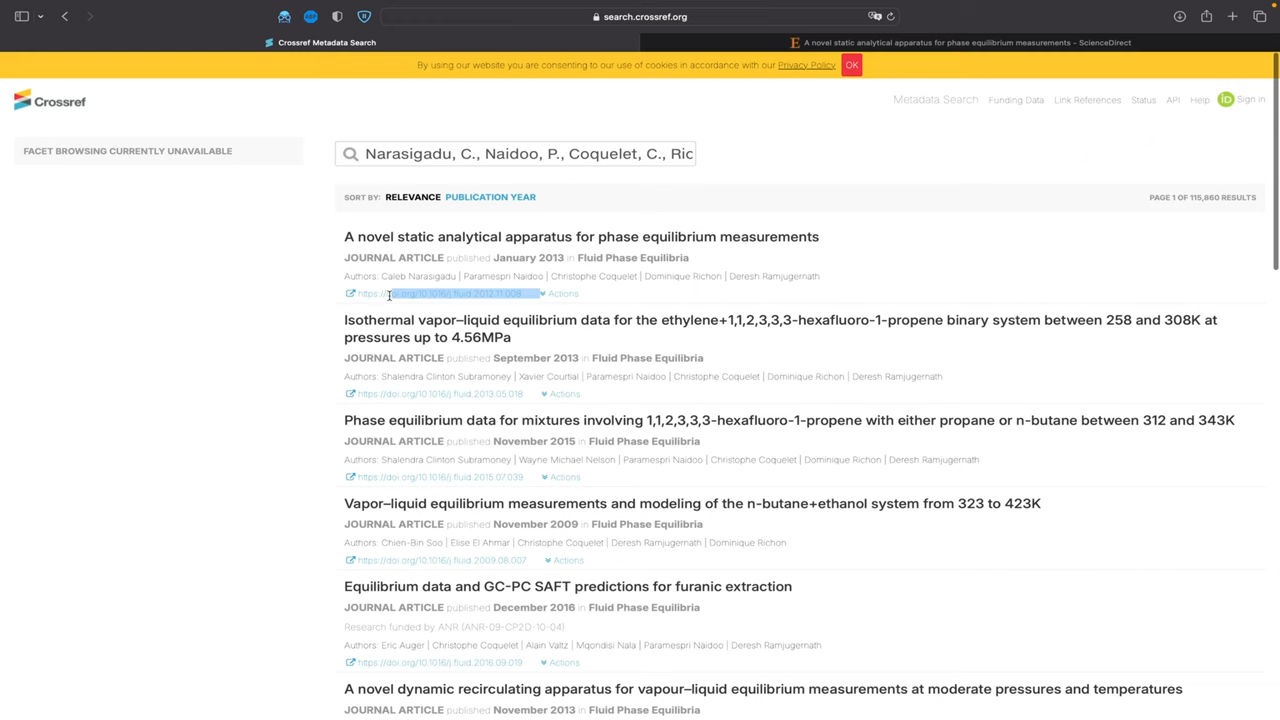 search.crossref.org
Crossref Metadata Search
A novel static analytical apparatus for phase equilibrium measurements - ScienceDirect
By using our website you are consenting to our use of cookies in accordance with our Privacy Policy OK
Crossref
Metadata Search Funding Data Link References Status API Help iD Sign in
FACET BROWSING CURRENTLY UNAVAILABLE
Narasigadu, C., Naidoo, P., Coquelet, C., Ric
SORT BY: RELEVANCE PUBLICATION YEAR PAGE 1 OF 115,860 RESULTS
A novel static analytical apparatus for phase equilibrium measurements
JOURNAL ARTICLE published January 2013 in Fluid Phase Equilibria
Authors: Caleb Narasigadu | Paramespri Naidoo | Christophe Coquelet | Dominique Richon | Deresh Ramjugernath
https://doi.org/10.1016/j.fluid.2012.11.008 Actions
Isothermal vapor–liquid equilibrium data for the ethylene+1,1,2,3,3,3-hexafluoro-1-propene binary system between 258 and 308K at
pressures up to 4.56MPa
JOURNAL ARTICLE published September 2013 in Fluid Phase Equilibria
Authors: Shalendra Clinton Subramoney | Xavier Courtial | Paramespri Naidoo | Christophe Coquelet | Dominique Richon | Deresh Ramjugernath
https://doi.org/10.1016/j.fluid.2013.05.018 Actions
Phase equilibrium data for mixtures involving 1,1,2,3,3,3-hexafluoro-1-propene with either propane or n-butane between 312 and 343K
JOURNAL ARTICLE published November 2015 in Fluid Phase Equilibria
Authors: Shalendra Clinton Subramoney | Wayne Michael Nelson | Paramespri Naidoo | Christophe Coquelet | Dominique Richon | Deresh Ramjugernath
https://doi.org/10.1016/j.fluid.2015.07.039 Actions
Vapor–liquid equilibrium measurements and modeling of the n-butane+ethanol system from 323 to 423K
JOURNAL ARTICLE published November 2009 in Fluid Phase Equilibria
Authors: Chien-Bin Soo | Elise El Ahmar | Christophe Coquelet | Deresh Ramjugernath | Dominique Richon
https://doi.org/10.1016/j.fluid.2009.08.007 Actions
Equilibrium data and GC-PC SAFT predictions for furanic extraction
JOURNAL ARTICLE published December 2016 in Fluid Phase Equilibria
Research funded by ANR (ANR-09-CP2D-10-04)
Authors: Eric Auger | Christophe Coquelet | Alain Valtz | Mqondisi Nala | Paramespri Naidoo | Deresh Ramjugernath
https://doi.org/10.1016/j.fluid.2016.09.019 Actions
A novel dynamic recirculating apparatus for vapour–liquid equilibrium measurements at moderate pressures and temperatures
JOURNAL ARTICLE published November 2013 in Fluid Phase Equilibria